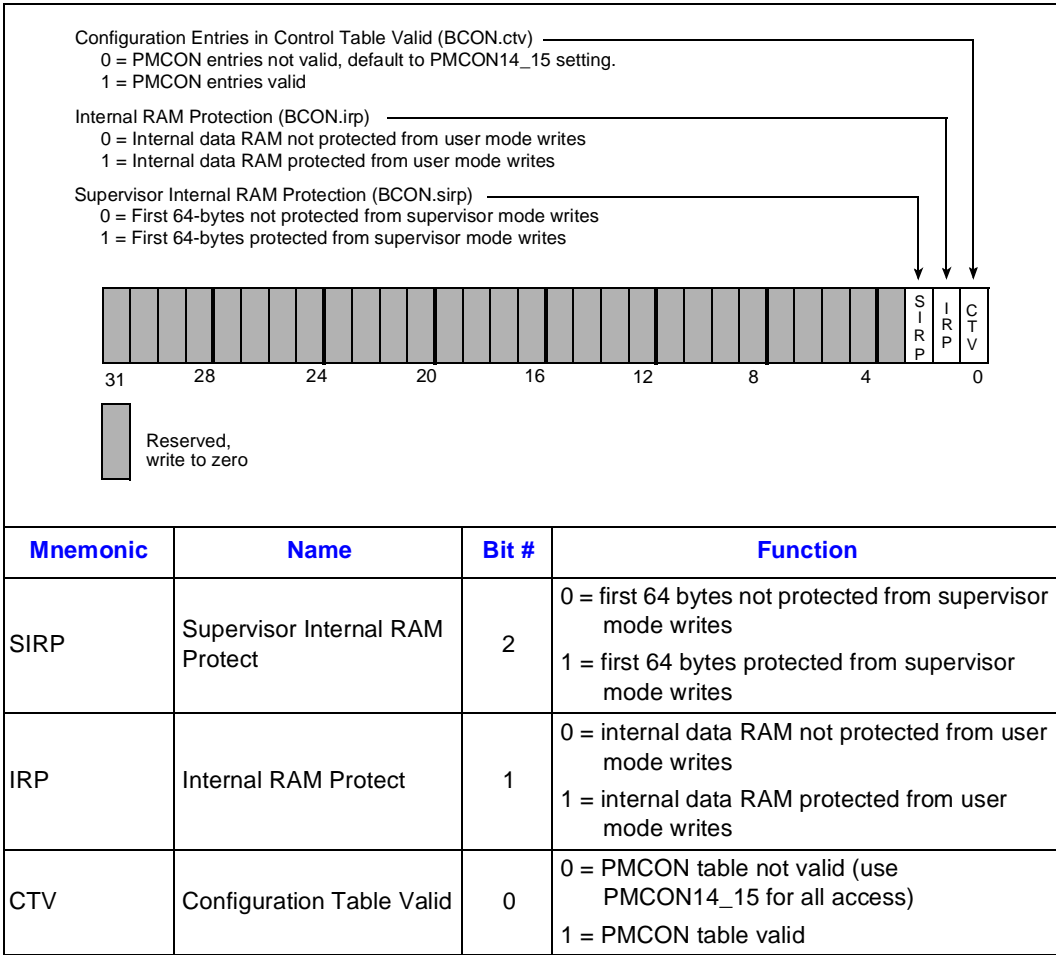 Configuration Entries in Control Table Valid (BCON.ctv)
0 = PMCON entries not valid, default to PMCON14_15 setting.
1 = PMCON entries valid
Internal RAM Protection (BCON.irp)
0 = Internal data RAM not protected from user mode writes
1 = Internal data RAM protected from user mode writes
Supervisor Internal RAM Protection (BCON.sirp)
0 = First 64-bytes not protected from supervisor mode writes
1 = First 64-bytes protected from supervisor mode writes
SIRP IRP CTV
31 28 24 20 16 12 8 4 0
Reserved,
write to zero
Mnemonic Name Bit # Function
SIRP
Supervisor Internal RAM
Protect
2
0 = first 64 bytes not protected from supervisor
mode writes
1 = first 64 bytes protected from supervisor
mode writes
IRP
Internal RAM Protect
1
0 = internal data RAM not protected from user
mode writes
1 = internal data RAM protected from user
mode writes
CTV
Configuration Table Valid
0
0 = PMCON table not valid (use
PMCON14_15 for all access)
1 = PMCON table valid